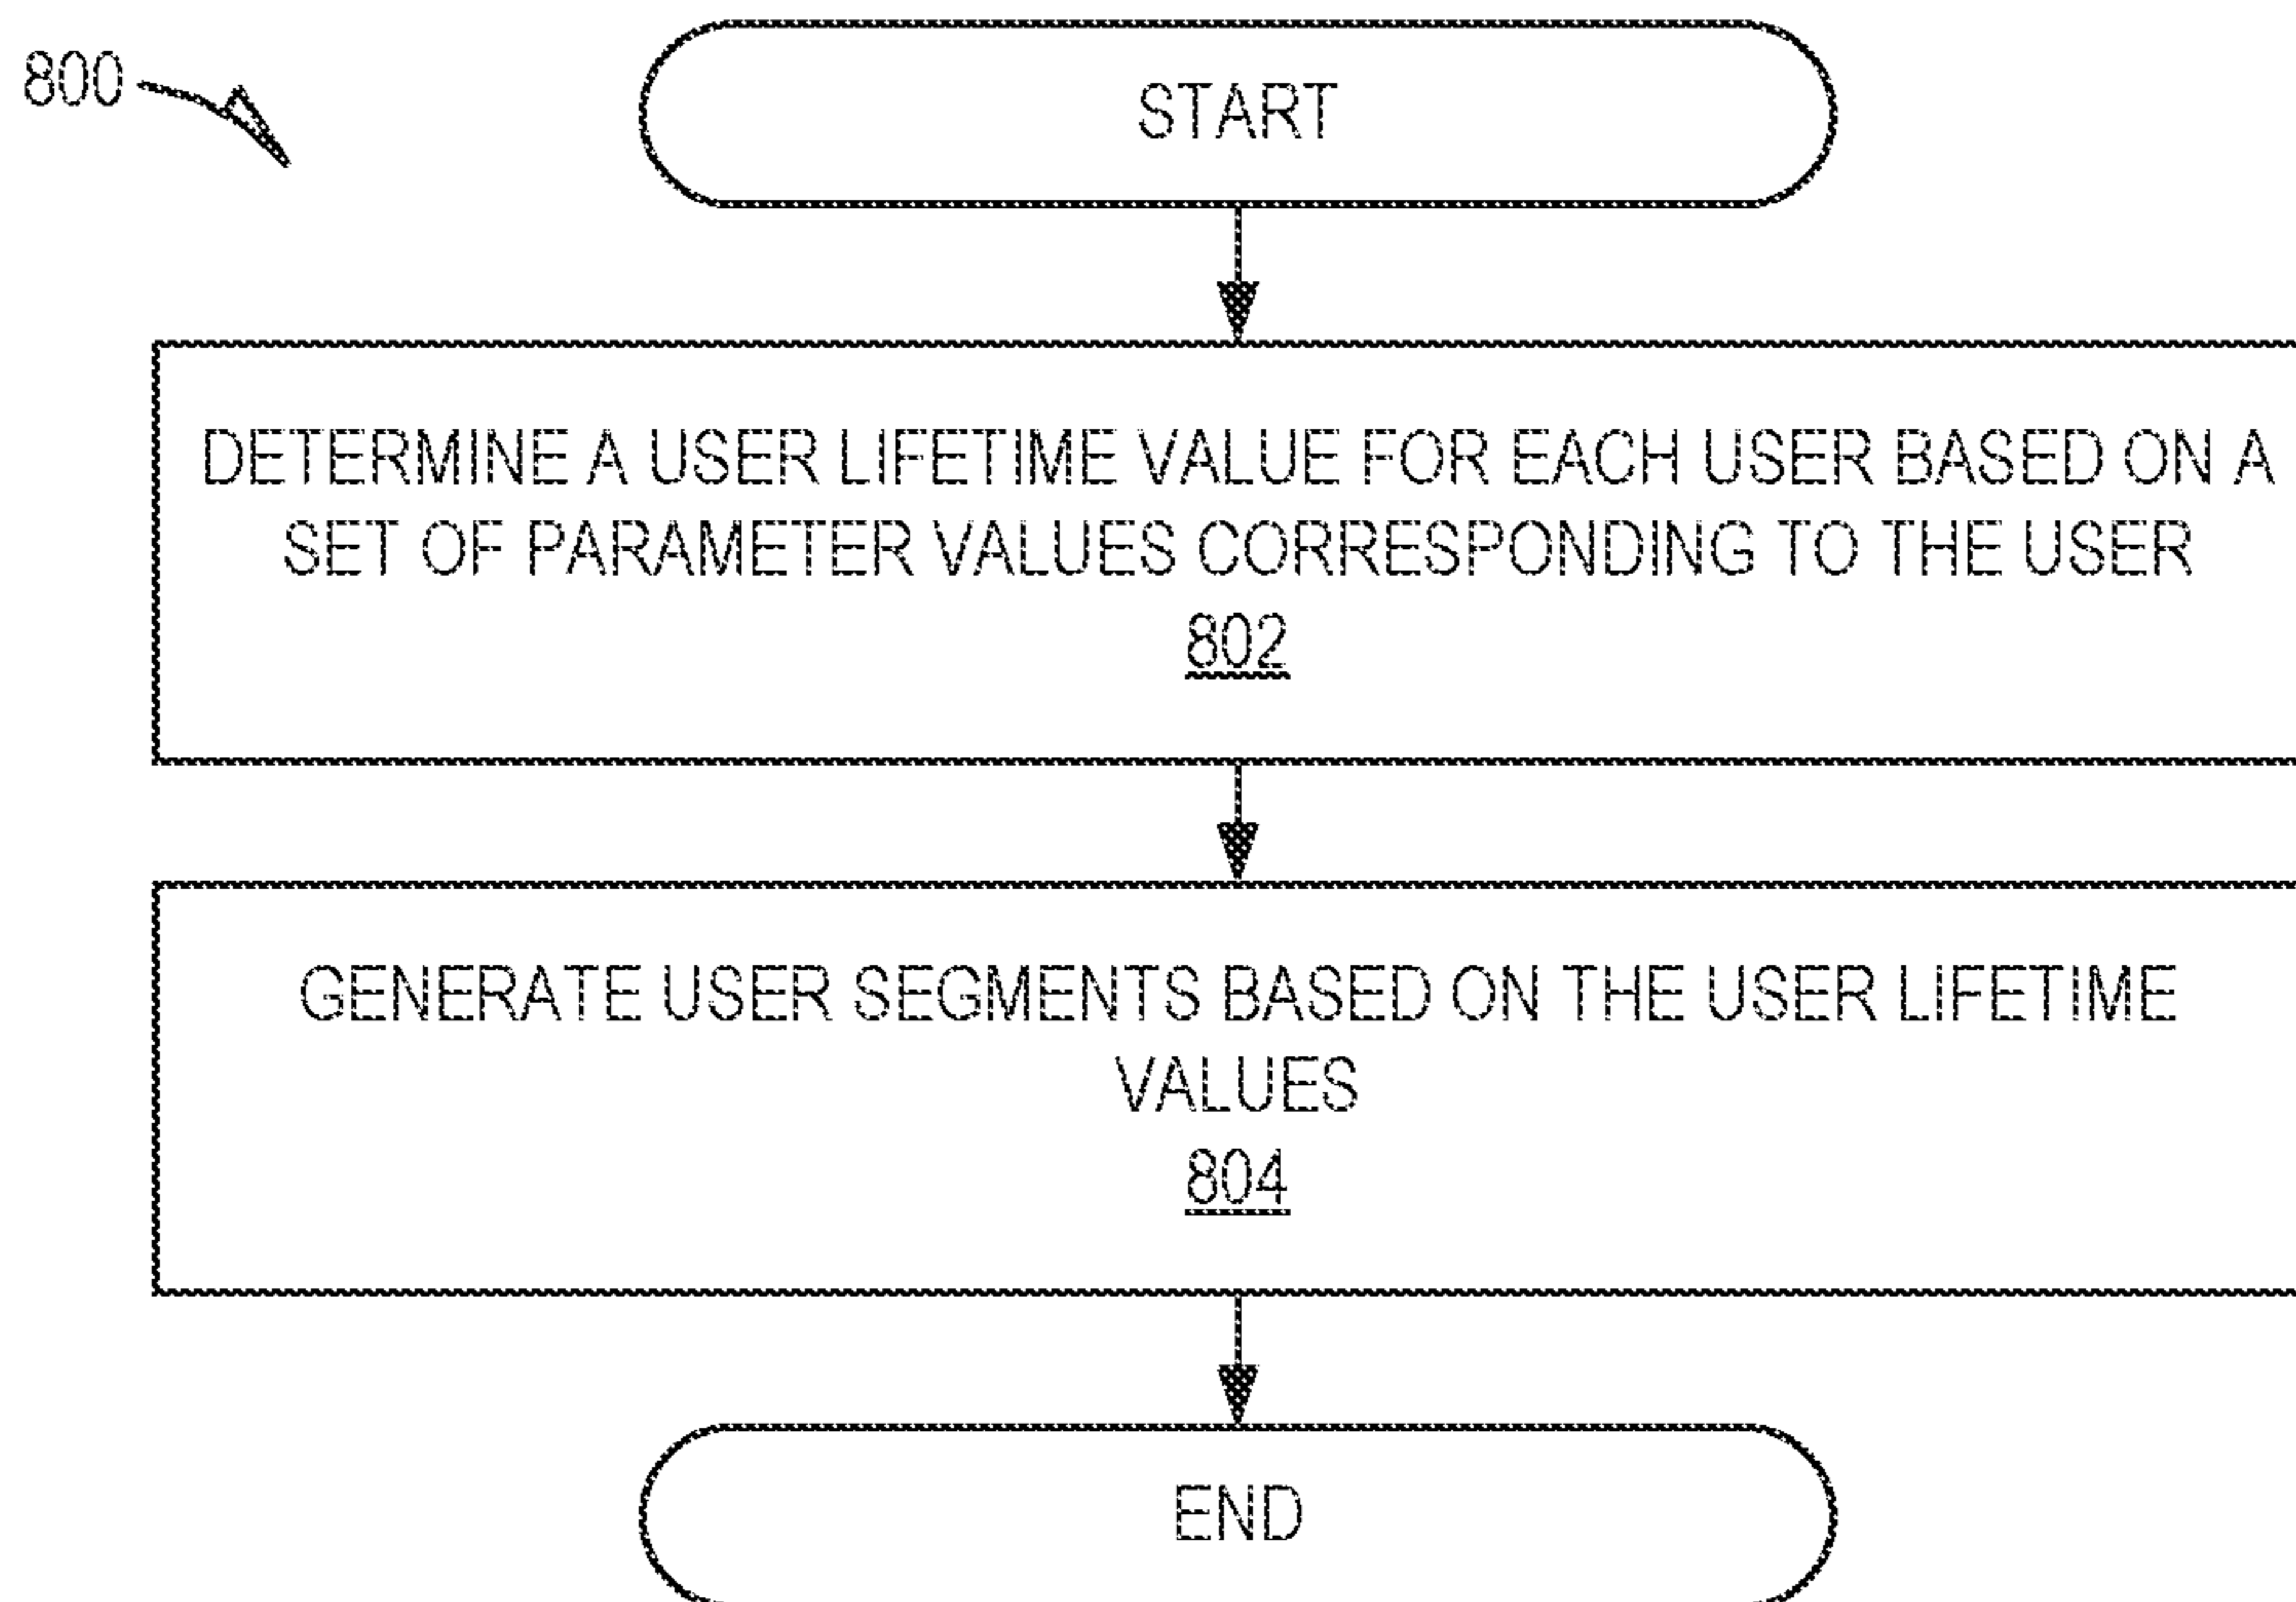 800
START
DETERMINE A USER LIFETIME VALUE FOR EACH USER BASED ON A
SET OF PARAMETER VALUES CORRESPONDING TO THE USER
802
GENERATE USER SEGMENTS BASED ON THE USER LIFETIME
VALUES
804
END